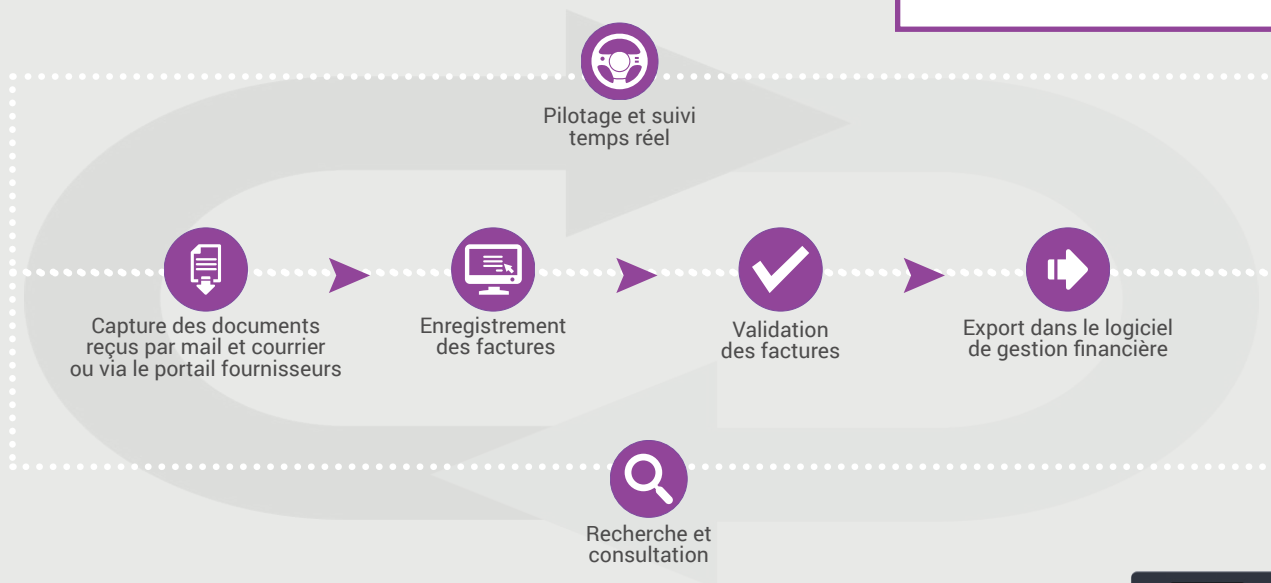 Pilotage et suivi
temps réel
Capture des documents
reçus par mail et courrier
ou via le portail fournisseurs
Enregistrement
des factures
Validation
des factures
Export dans le logiciel
de gestion financière
Recherche et
consultation